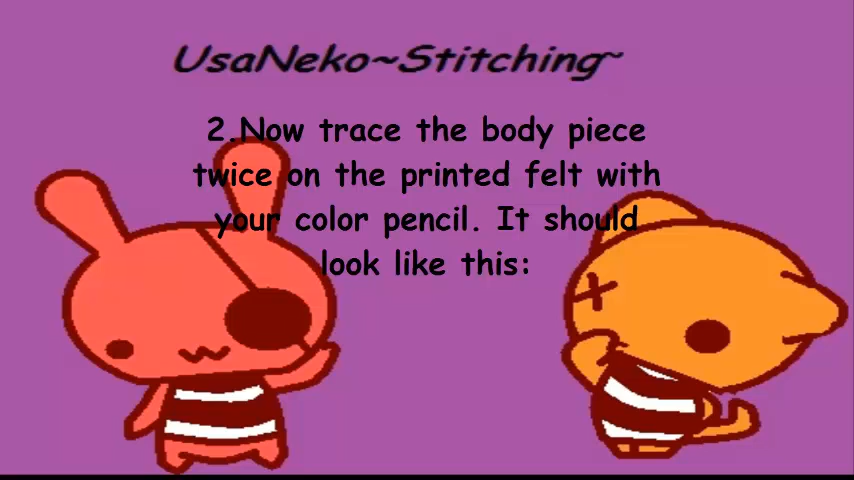 UsaNeko~Stitching~
2.Now trace the body piece
twice on the printed felt with
your color pencil. It should
look like this: